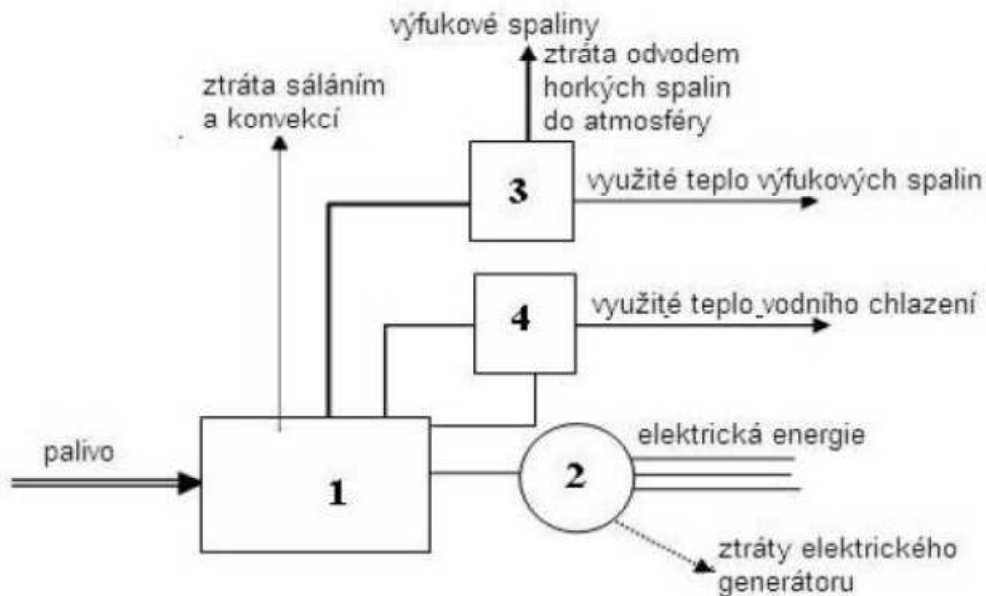 výfukové spaliny
ztráta odvodem
horkých spalin
do atmosféry
ztráta sáláním
a konvekcí
3
využité teplo výfukových spalin
4
využité teplo vodního chlazení
palivo
1
2
elektrická energie
ztráty elektrického
generátoru